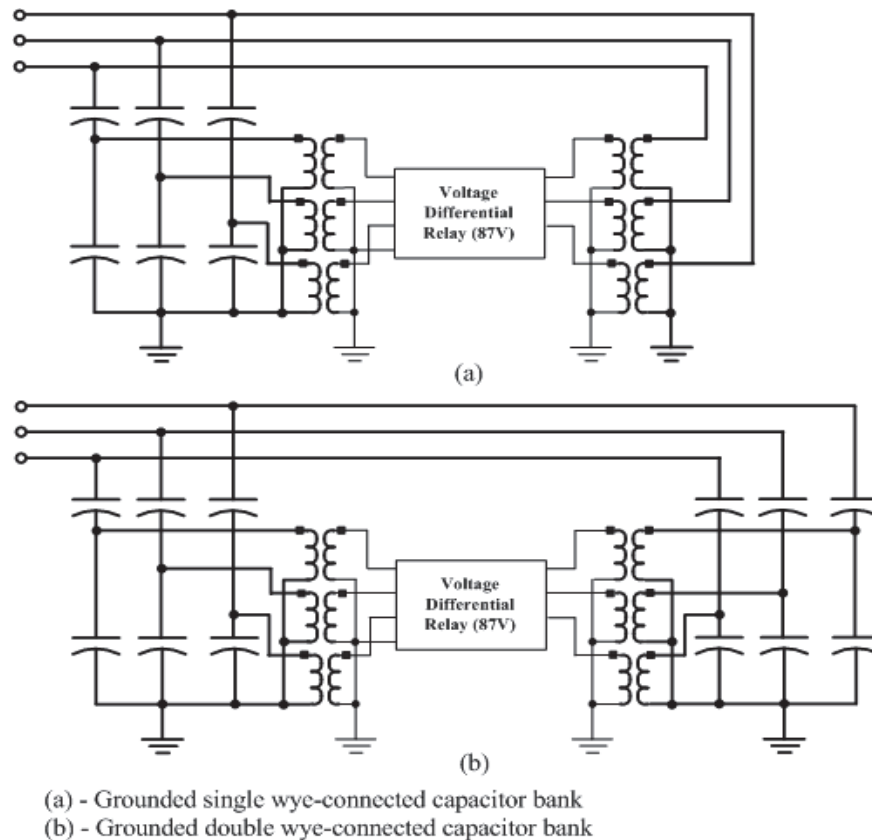 Voltage
Differential
Relay (87V)
(a)
Voltage
Differential
Relay (87V)
(b)
(a) - Grounded single wye-connected capacitor bank
(b) - Grounded double wye-connected capacitor bank